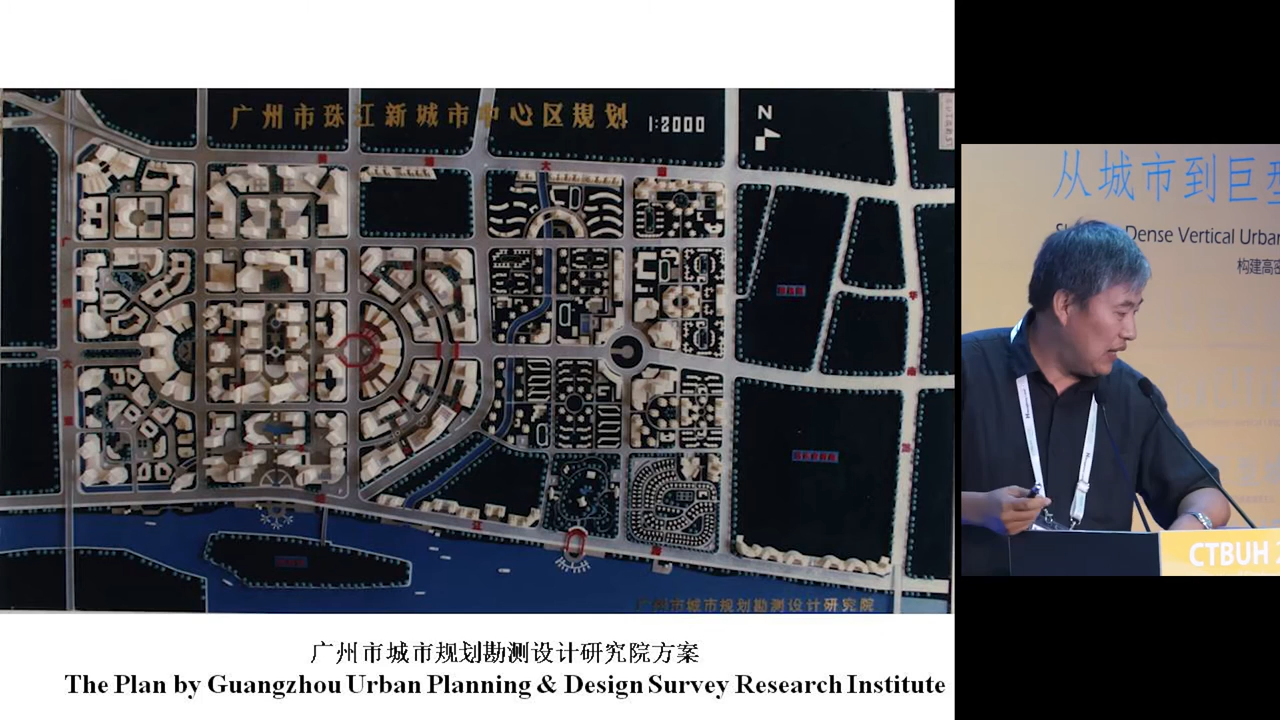 广州市珠江新城市中心区规划
1:2000
N
广州市城市规划勘测设计研究院
广州市城市规划勘测设计研究院方案
The Plan by Guangzhou Urban Planning & Design Survey Research Institute
从城市到巨型
Dense Vertical Urban
构建高密
CTBUH 2